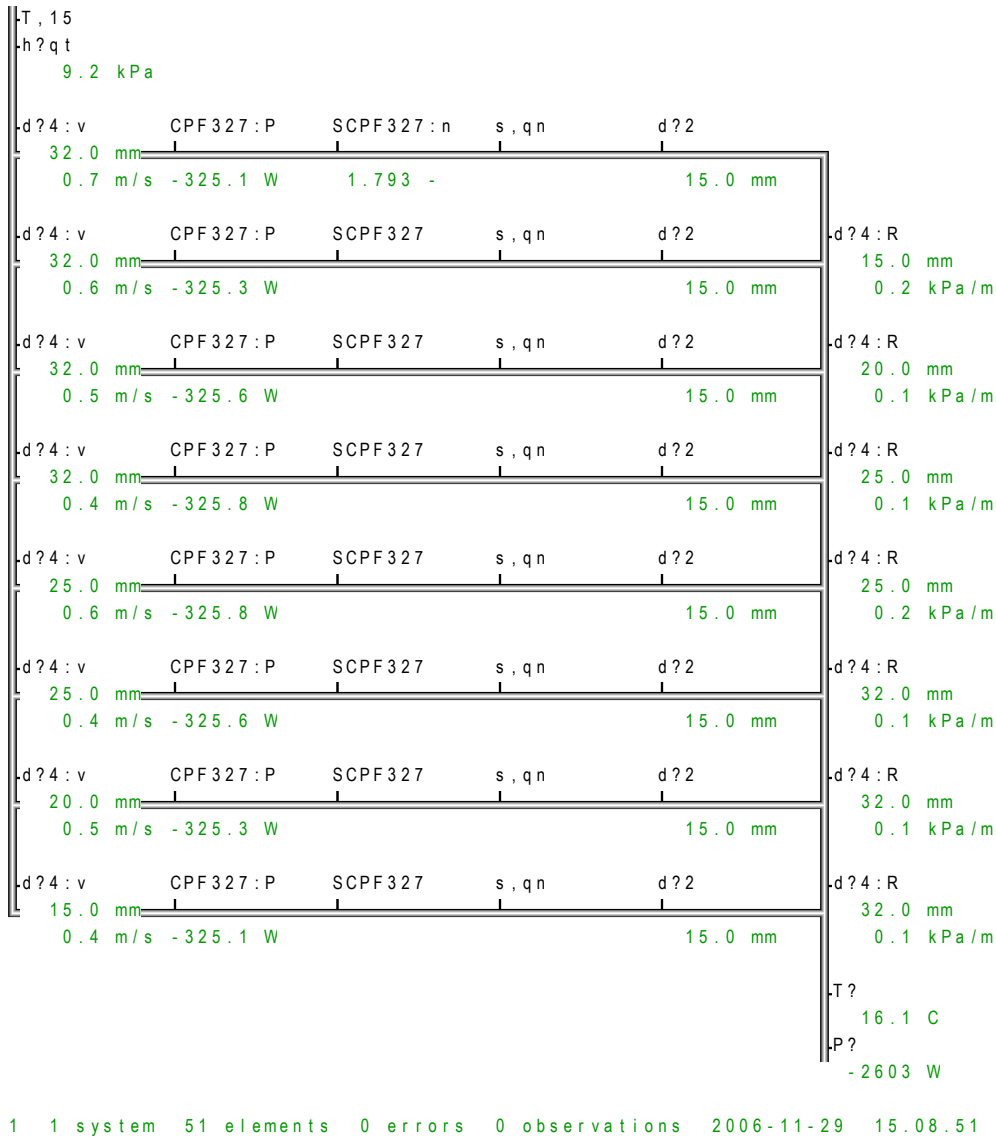 T,15
h?qt
9.2 kPa
d?4:v CPF327:P SCPF327:n s,qn d?2
32.0 mm
0.7 m/s -325.1 W 1.793 - 15.0 mm
d?4:v CPF327:P SCPF327 s,qn d?2 d?4:R
32.0 mm 15.0 mm
0.6 m/s -325.3 W 15.0 mm 0.2 kPa/m
d?4:v CPF327:P SCPF327 s,qn d?2 d?4:R
32.0 mm 20.0 mm
0.5 m/s -325.6 W 15.0 mm 0.1 kPa/m
d?4:v CPF327:P SCPF327 s,qn d?2 d?4:R
32.0 mm 25.0 mm
0.4 m/s -325.8 W 15.0 mm 0.1 kPa/m
d?4:v CPF327:P SCPF327 s,qn d?2 d?4:R
25.0 mm 25.0 mm
0.6 m/s -325.8 W 15.0 mm 0.2 kPa/m
d?4:v CPF327:P SCPF327 s,qn d?2 d?4:R
25.0 mm 32.0 mm
0.4 m/s -325.6 W 15.0 mm 0.1 kPa/m
d?4:v CPF327:P SCPF327 s,qn d?2 d?4:R
20.0 mm 32.0 mm
0.5 m/s -325.3 W 15.0 mm 0.1 kPa/m
d?4:v CPF327:P SCPF327 s,qn d?2 d?4:R
15.0 mm 32.0 mm
0.4 m/s -325.1 W 15.0 mm 0.1 kPa/m
T?
16.1 C
P?
-2603 W
1 1 system 51 elements 0 errors 0 observations 2006-11-29 15.08.51